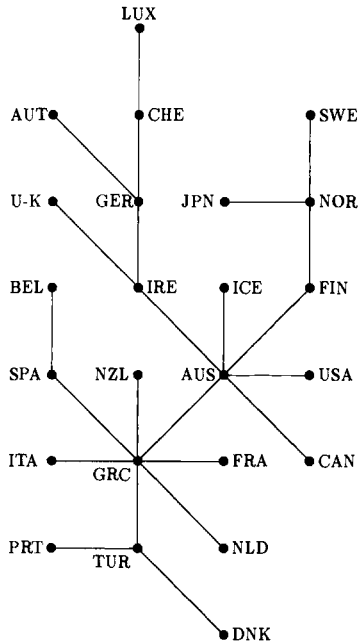 LUX
AUT CHE SWE
U-K GER JPN NOR
BEL IRE ICE FIN
SPA NZL AUS USA
ITA GRC FRA CAN
PRT TUR NLD
DNK